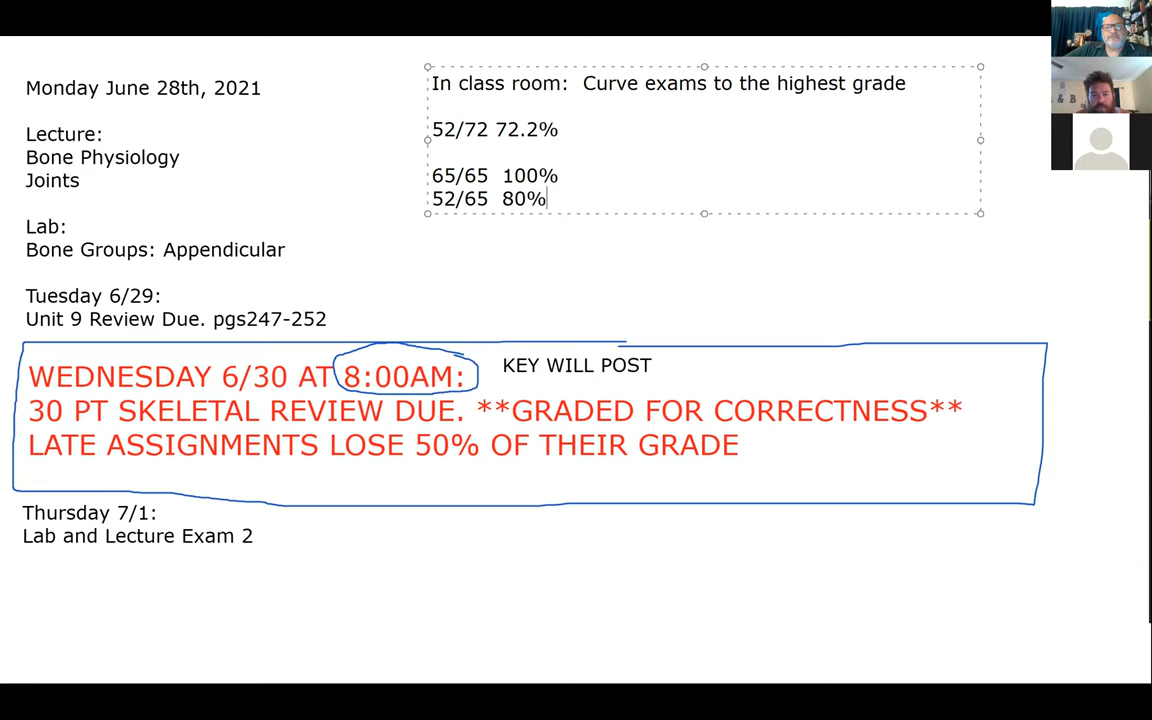 Monday June 28th, 2021
Lecture:
Bone Physiology
Joints
Lab:
Bone Groups: Appendicular
Tuesday 6/29:
Unit 9 Review Due. pgs247-252
In class room:  Curve exams to the highest grade
52/72 72.2%
65/65  100%
52/65  80%
WEDNESDAY 6/30 AT 8:00AM:
KEY WILL POST
30 PT SKELETAL REVIEW DUE. **GRADED FOR CORRECTNESS**
LATE ASSIGNMENTS LOSE 50% OF THEIR GRADE
Thursday 7/1:
Lab and Lecture Exam 2